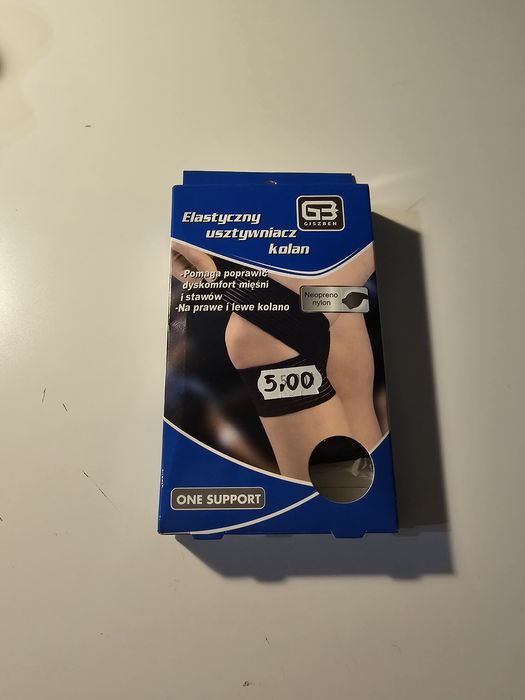 Elastyczny
usztywniacz
kolan
GB
GISZBEN
-Pomaga poprawić
dyskomfort mięśni
i stawów
-Na prawe i lewe kolano
Neopreno
nylon
5,00
ONE SUPPORT